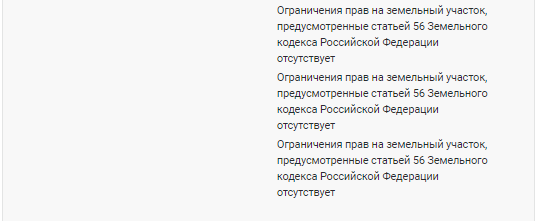 Ограничения прав на земельный участок,
предусмотренные статьей 56 Земельного
кодекса Российской Федерации
отсутствует
Ограничения прав на земельный участок,
предусмотренные статьей 56 Земельного
кодекса Российской Федерации
отсутствует
Ограничения прав на земельный участок,
предусмотренные статьей 56 Земельного
кодекса Российской Федерации
отсутствует